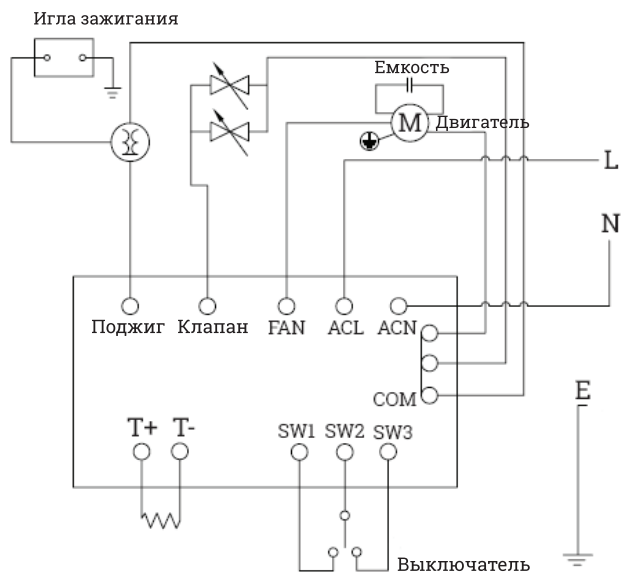 Игла зажигания
Емкость
M
Двигатель
L
N
Поджиг Клапан FAN ACL ACN
COM
E
T+ T-
SW1 SW2 SW3
Выключатель